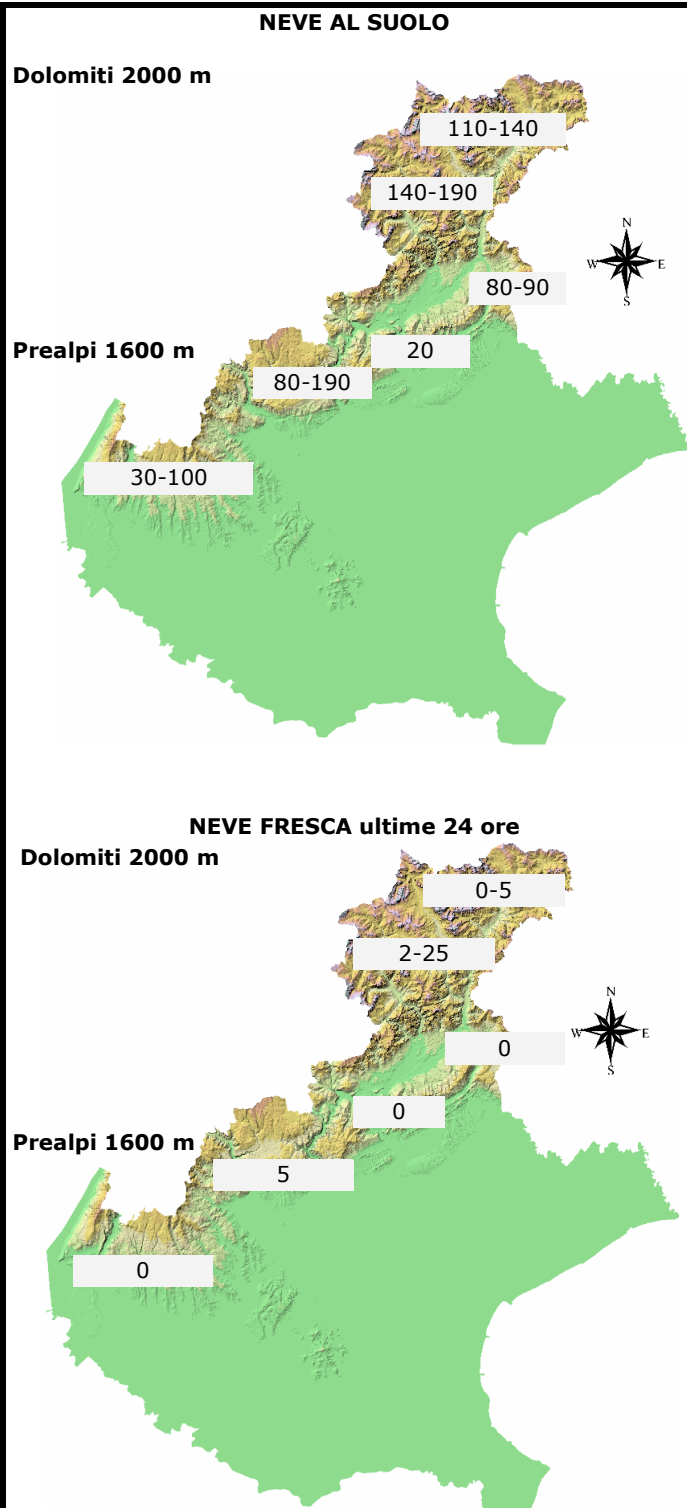 NEVE AL SUOLO
Dolomiti 2000 m
110-140
140-190
N
W E
S
80-90
Prealpi 1600 m
20
80-190
30-100
NEVE FRESCA ultime 24 ore
Dolomiti 2000 m
0-5
2-25
N
W E
S
0
0
Prealpi 1600 m
5
0